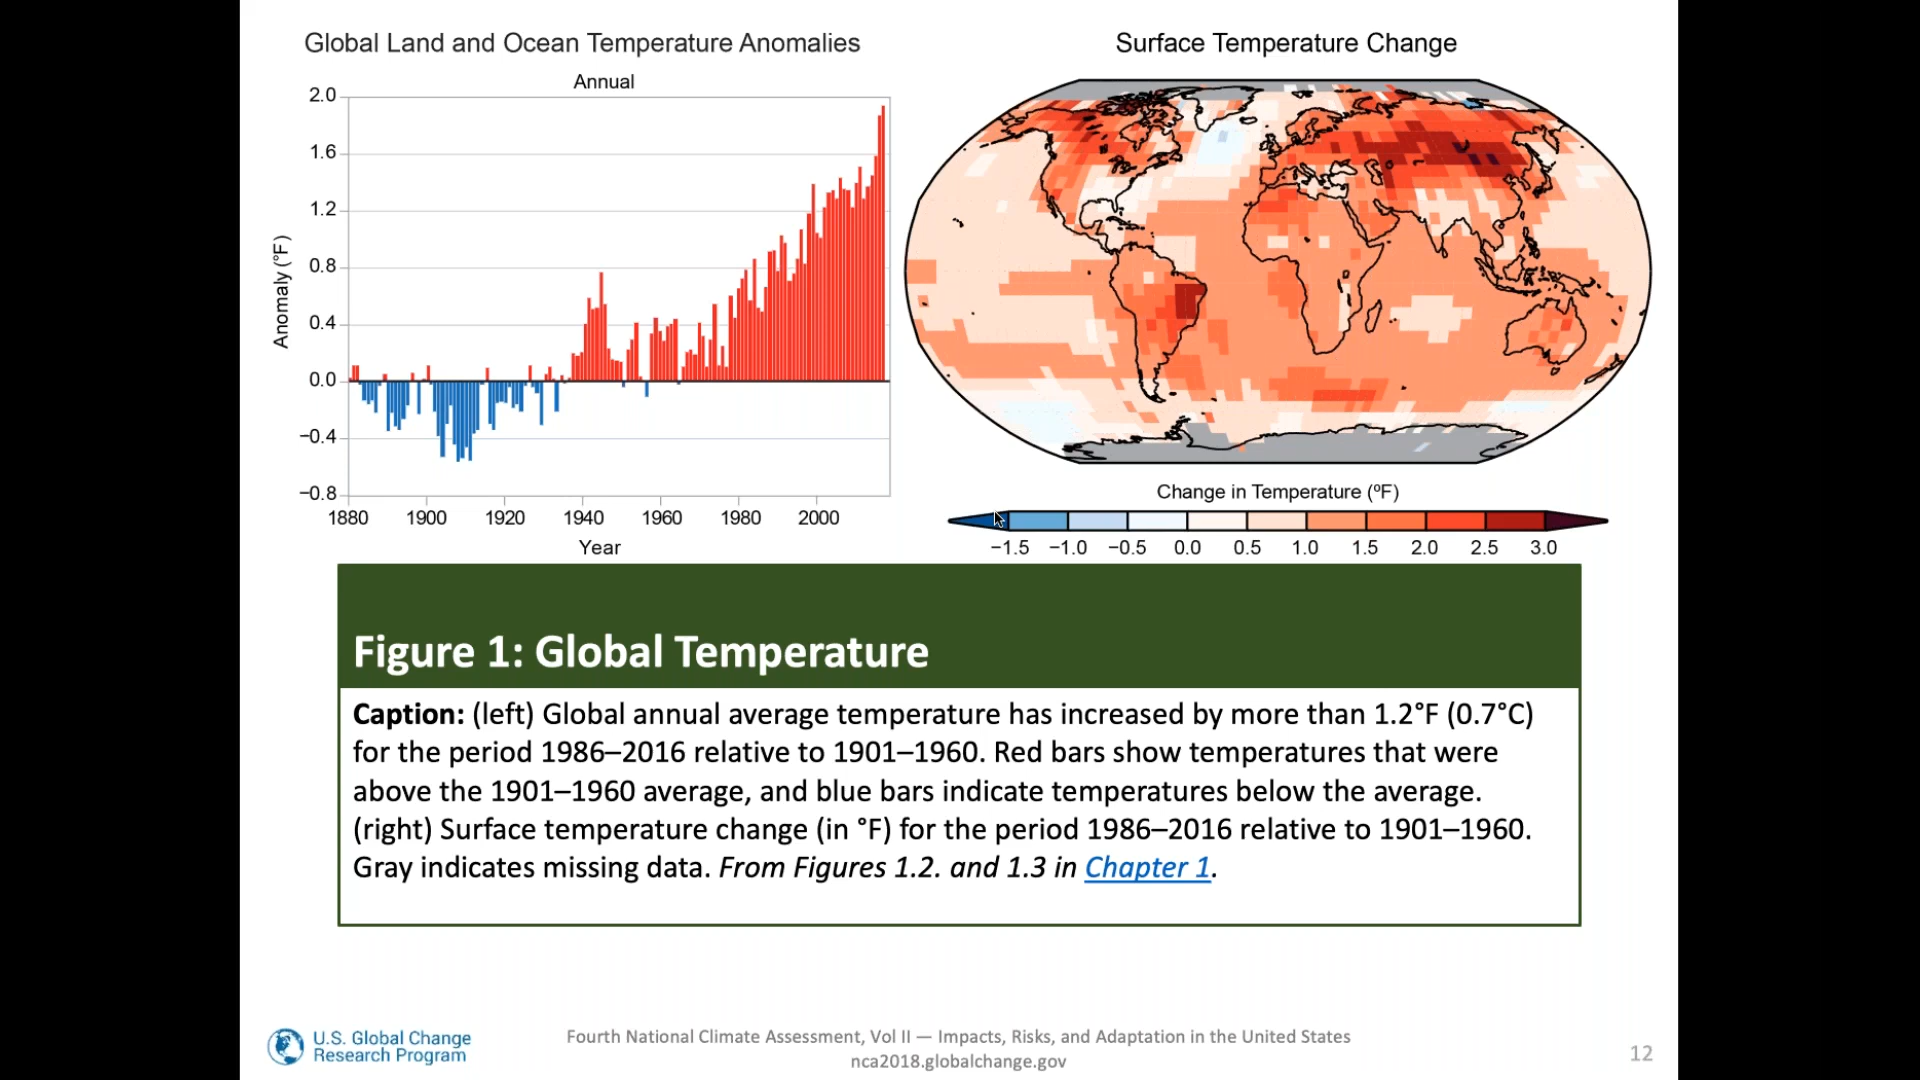 Global Land and Ocean Temperature Anomalies
Annual
2.0
1.6
1.2
0.8
0.4
0.0
−0.4
−0.8
Anomaly (°F)
1880 1900 1920 1940 1960 1980 2000
Year
Surface Temperature Change
Change in Temperature (ºF)
−1.5 −1.0 −0.5 0.0 0.5 1.0 1.5 2.0 2.5 3.0
Figure 1: Global Temperature
Caption: (left) Global annual average temperature has increased by more than 1.2°F (0.7°C)
for the period 1986–2016 relative to 1901–1960. Red bars show temperatures that were
above the 1901–1960 average, and blue bars indicate temperatures below the average.
(right) Surface temperature change (in °F) for the period 1986–2016 relative to 1901–1960.
Gray indicates missing data. From Figures 1.2. and 1.3 in Chapter 1.
U.S. Global Change
Research Program
Fourth National Climate Assessment, Vol II — Impacts, Risks, and Adaptation in the United States
nca2018.globalchange.gov
12